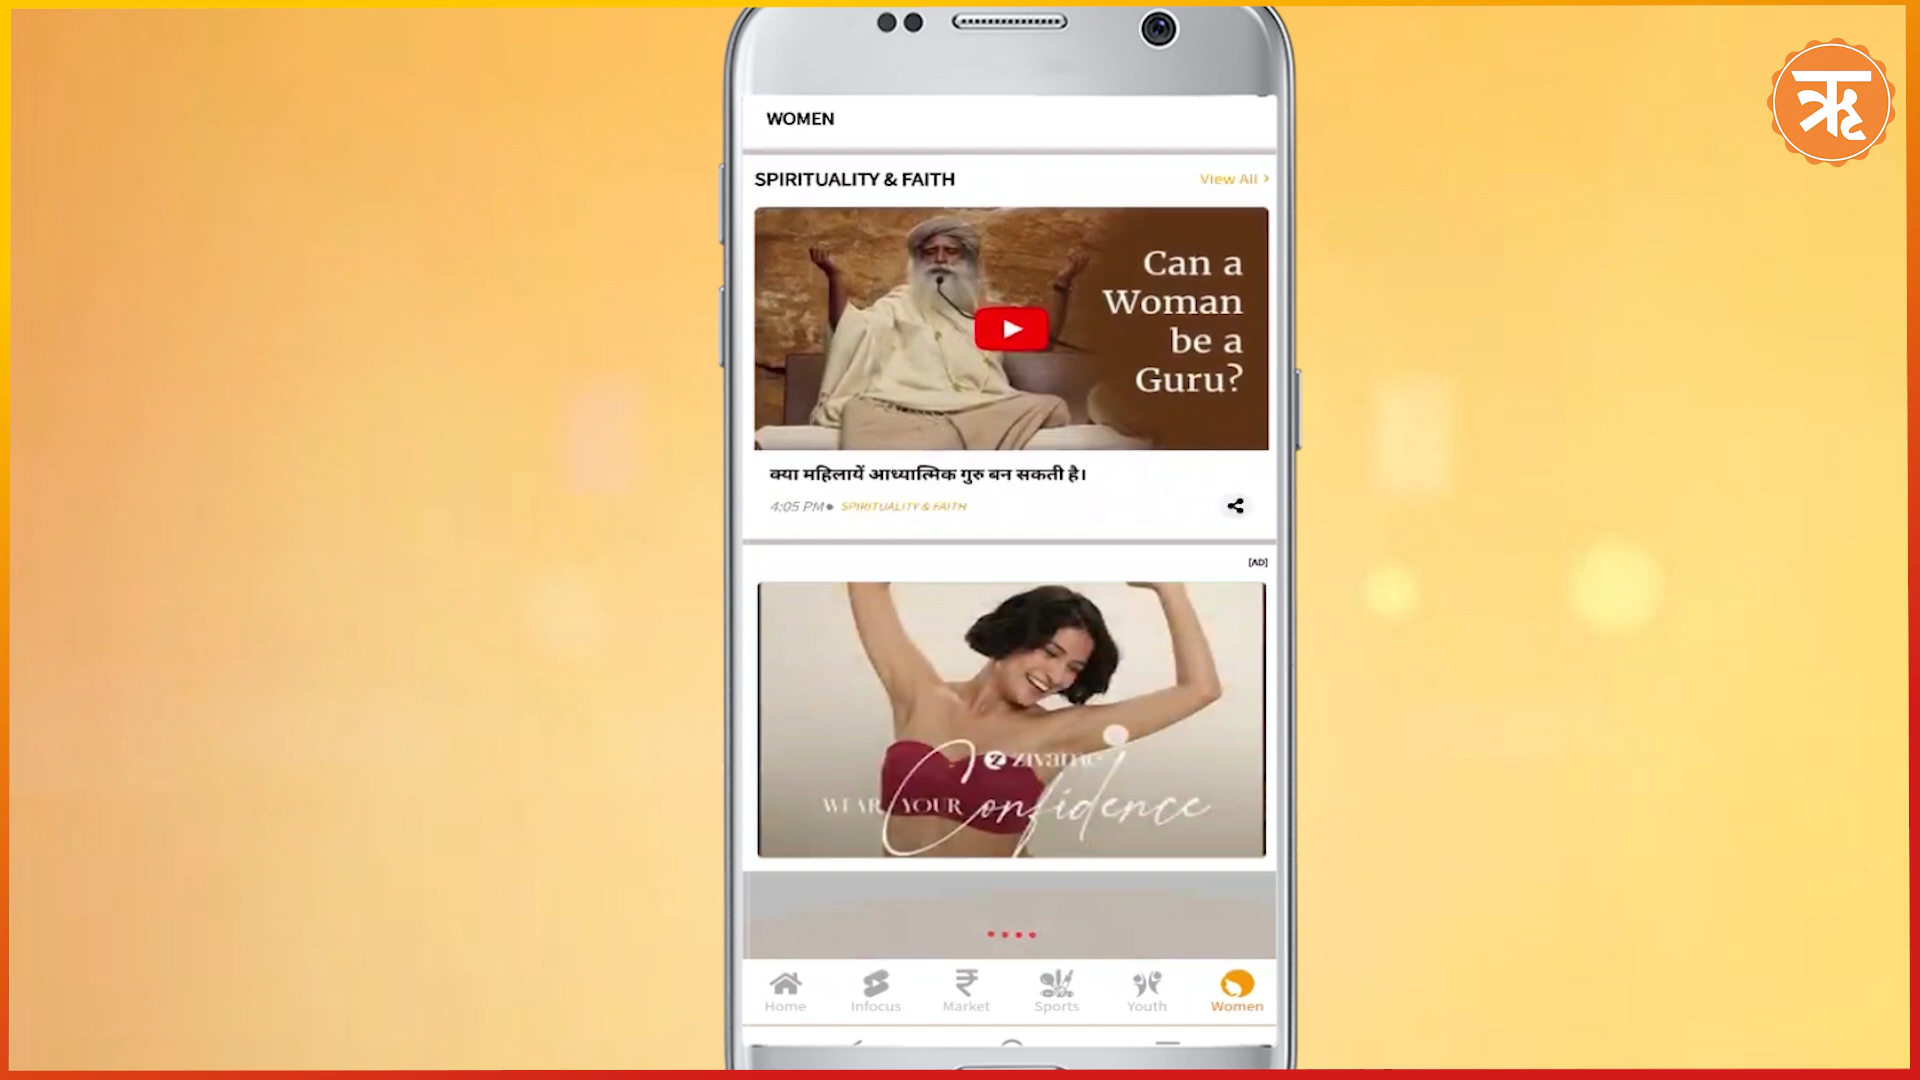 ऋ
WOMEN
SPIRITUALITY & FAITH
View All >
Can a
Woman
be a
Guru?
क्या महिलायें आध्यात्मिक गुरु बन सकती है।
4:05 PM● SPIRITUALITY & FAITH
[AD]
zivame
WEAR YOUR Confidence
Home
Infocus
Market
Sports
Youth
Women